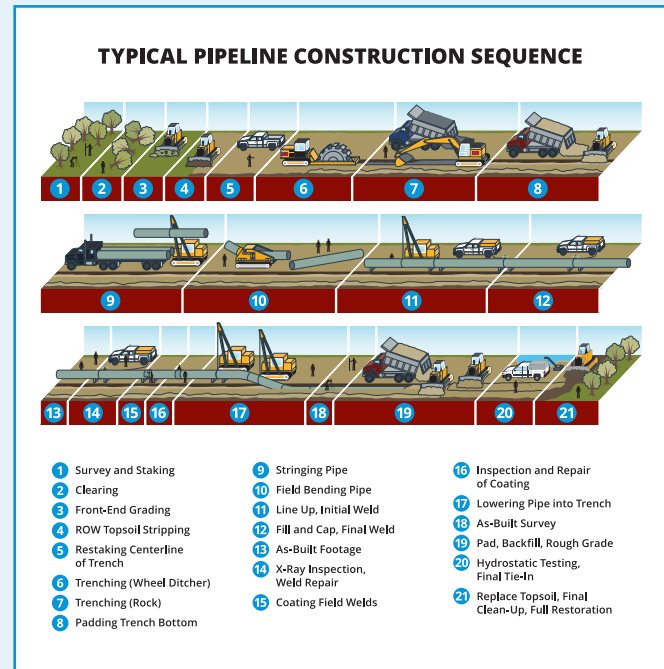 TYPICAL PIPELINE CONSTRUCTION SEQUENCE
1 2 3 4 5 6 7 8
9 10 11 12
13 14 15 16 17 18 19 20 21
1 Survey and Staking
2 Clearing
3 Front-End Grading
4 ROW Topsoil Stripping
5 Restaking Centerline
of Trench
6 Trenching (Wheel Ditcher)
7 Trenching (Rock)
8 Padding Trench Bottom
9 Stringing Pipe
10 Field Bending Pipe
11 Line Up, Initial Weld
12 Fill and Cap, Final Weld
13 As-Built Footage
14 X-Ray Inspection,
Weld Repair
15 Coating Field Welds
16 Inspection and Repair
of Coating
17 Lowering Pipe into Trench
18 As-Built Survey
19 Pad, Backfill, Rough Grade
20 Hydrostatic Testing,
Final Tie-In
21 Replace Topsoil, Final
Clean-Up, Full Restoration